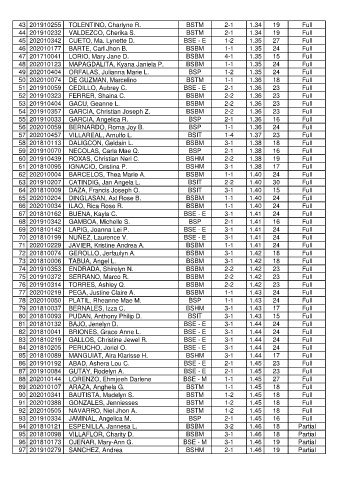 43 201910255 TOLENTINO, Charlyne R. BSTM 2-1 1.34 19 Full
44 201910232 VALDEZCO, Cherika S. BSTM 2-1 1.34 19 Full
45 202010342 CUETO, Ma. Lynette D. BSE - E 1-2 1.35 27 Full
46 202010177 BARTE, Carl Jhon B. BSBM 1-1 1.35 24 Full
47 201710041 LORIO, Mary Jane D. BSBM 4-1 1.35 15 Full
48 202010123 MAPAGDALITA, Kyana Janiela P. BSBM 1-1 1.35 24 Full
49 202010404 ORFALAS, Julianna Marie L. BSP 1-2 1.35 24 Full
50 202010074 DE GUZMAN, Marcelino BSTM 1-1 1.36 18 Full
51 201910059 CEDILLO, Aubrey C. BSE - E 2-1 1.36 23 Full
52 201910323 FERRER, Shaina C. BSBM 2-2 1.36 23 Full
53 201910404 GACU, Geanne L. BSBM 2-2 1.36 23 Full
54 201910357 GARCIA, Christian Joseph Z. BSBM 2-2 1.36 23 Full
55 201910033 GARCIA, Angelica R. BSP 2-1 1.36 16 Full
56 202010059 BERNARDO, Roma Joy B. BSP 1-1 1.36 24 Full
57 202010457 VILLAREAL, Arnulfo L. BSIT 1-4 1.37 23 Full
58 201810113 DALIGCON, Geldain L. BSBM 3-1 1.38 18 Full
59 201910070 NECOLAS, Carla Mae Q. BSP 2-1 1.38 16 Full
60 201910439 ROXAS, Christian Neri C. BSHM 2-2 1.38 19 Full
61 201810095 IGNACIO, Cristina P. BSHM 3-1 1.38 17 Full
62 202010004 BARCELOS, Thea Marie A. BSBM 1-1 1.40 24 Full
63 201910207 CATINDIG, Jan Angela L. BSIT 2-2 1.40 30 Full
64 201810009 DAZA, Francis Joseph O. BSIT 3-1 1.40 15 Full
65 202010204 DINGLASAN, Axl Rose B. BSBM 1-1 1.40 24 Full
66 202010034 ILAO, Rica Rose R. BSBM 1-1 1.40 24 Full
67 201810162 BUENA, Kayla C. BSE - E 3-1 1.41 24 Full
68 201910342 GAMBOA, Michelle S. BSP 2-1 1.41 16 Full
69 201810142 LAPIG, Joanna Lei P. BSE - E 3-1 1.41 24 Full
70 201810199 NUÑEZ, Laurence V. BSE - E 3-1 1.41 24 Full
71 202010229 JAVIER, Kristine Andrea A. BSBM 1-1 1.41 24 Full
72 201810074 GEROLLO, Jerfaulyn A. BSBM 3-1 1.42 18 Full
73 201810006 TABUA, Angel L. BSBM 3-1 1.42 18 Full
74 201910353 ENDRADA, Shirolyn N. BSBM 2-2 1.42 23 Full
75 201910372 SERRANO, Marco R. BSBM 2-2 1.42 23 Full
76 201910314 TORRES, Ashley Q. BSBM 2-2 1.42 23 Full
77 202010219 PEGA, Justine Claire A. BSBM 1-1 1.43 24 Full
78 202010050 PLATIL, Rheanne Mae M. BSP 1-1 1.43 24 Full
79 201810037 BERNALES, Izza C. BSHM 3-1 1.43 17 Full
80 201810093 PUDAN, Anthony Philip D. BSIT 3-1 1.43 15 Full
81 201810132 BAJO, Jenelyn D. BSE - E 3-1 1.44 24 Full
82 201810041 BRIONES, Grace Anne L. BSE - E 3-1 1.44 24 Full
83 201810219 GALLOS, Christine Jewel R. BSE - E 3-1 1.44 24 Full
84 201810205 PERUCHO, Joriel O. BSE - E 3-1 1.44 24 Full
85 201810089 MANGUIAT, Aira Klarisse H. BSHM 3-1 1.44 17 Full
86 201910192 ABAD, Ashera Lou C. BSE - E 2-1 1.45 23 Full
87 201910084 GUTAY, Rodelyn A. BSE - E 2-1 1.45 23 Full
88 202010144 LORENZO, Ehmjaeh Darlene BSE - M 1-1 1.45 27 Full
89 202010107 ARAZA, Anghela G. BSTM 1-1 1.45 18 Full
90 202010341 BAUTISTA, Madelyn S. BSTM 1-2 1.45 18 Full
91 202010388 GONZALES, Jenniesses BSTM 1-2 1.45 18 Full
92 202010505 NAVARRO, Niel Jhon A. BSTM 1-2 1.45 18 Full
93 201910334 JAMINAL, Angelica M. BSP 2-1 1.45 16 Full
94 201810121 ESPENILLA, Jannesa L. BSBM 3-2 1.46 18 Partial
95 201810098 VILLAFLOR, Charity D. BSBM 3-1 1.46 18 Partial
96 201810173 OJEÑAR, Mary-Ann G. BSE - M 3-1 1.46 19 Partial
97 201910279 SANCHEZ, Andrea BSHM 2-1 1.46 19 Partial